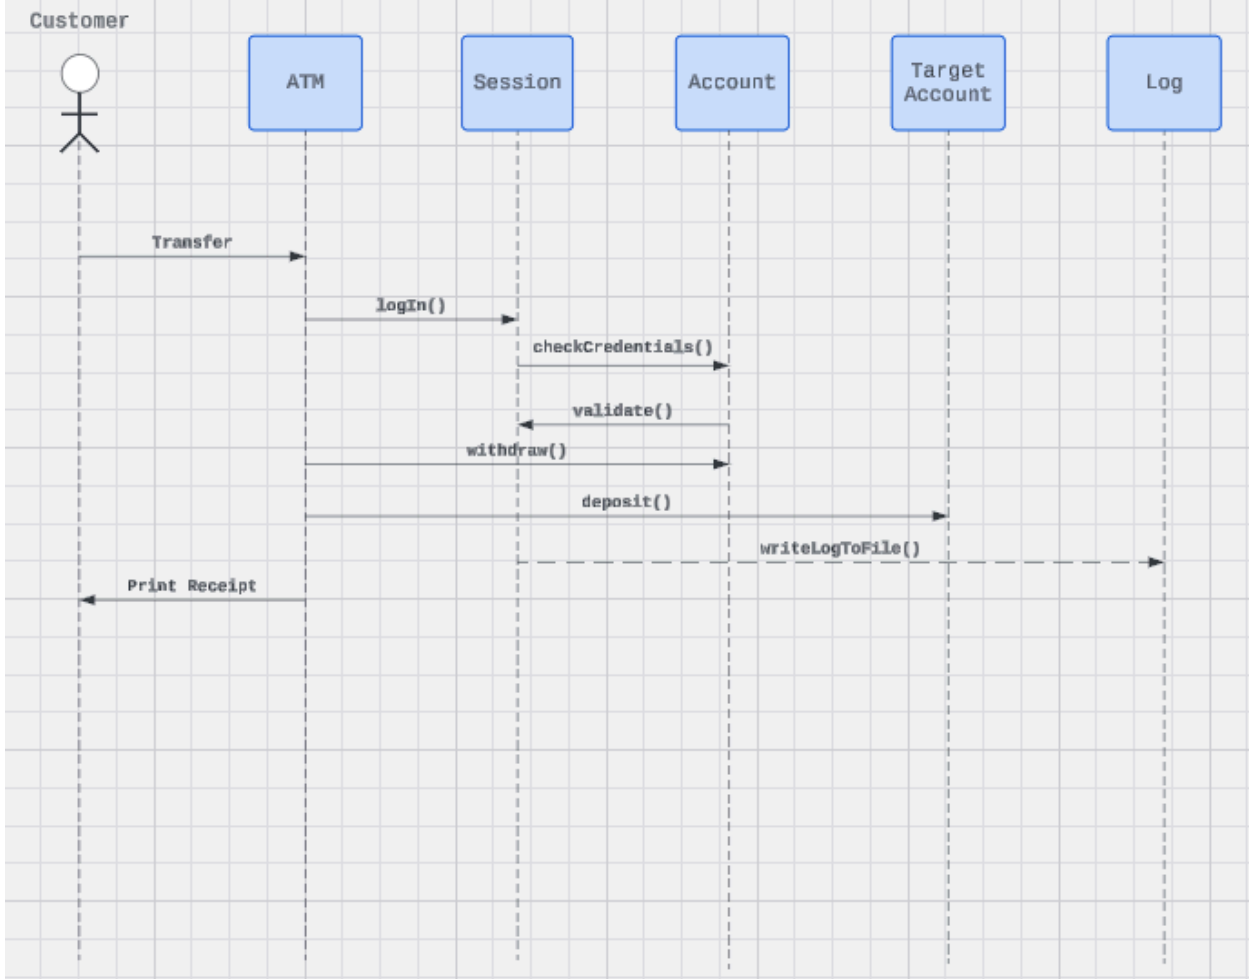 Customer
ATM
Session
Account
Target
Account
Log
Transfer
logIn()
checkCredentials()
validate()
withdraw()
deposit()
writeLogToFile()
Print Receipt